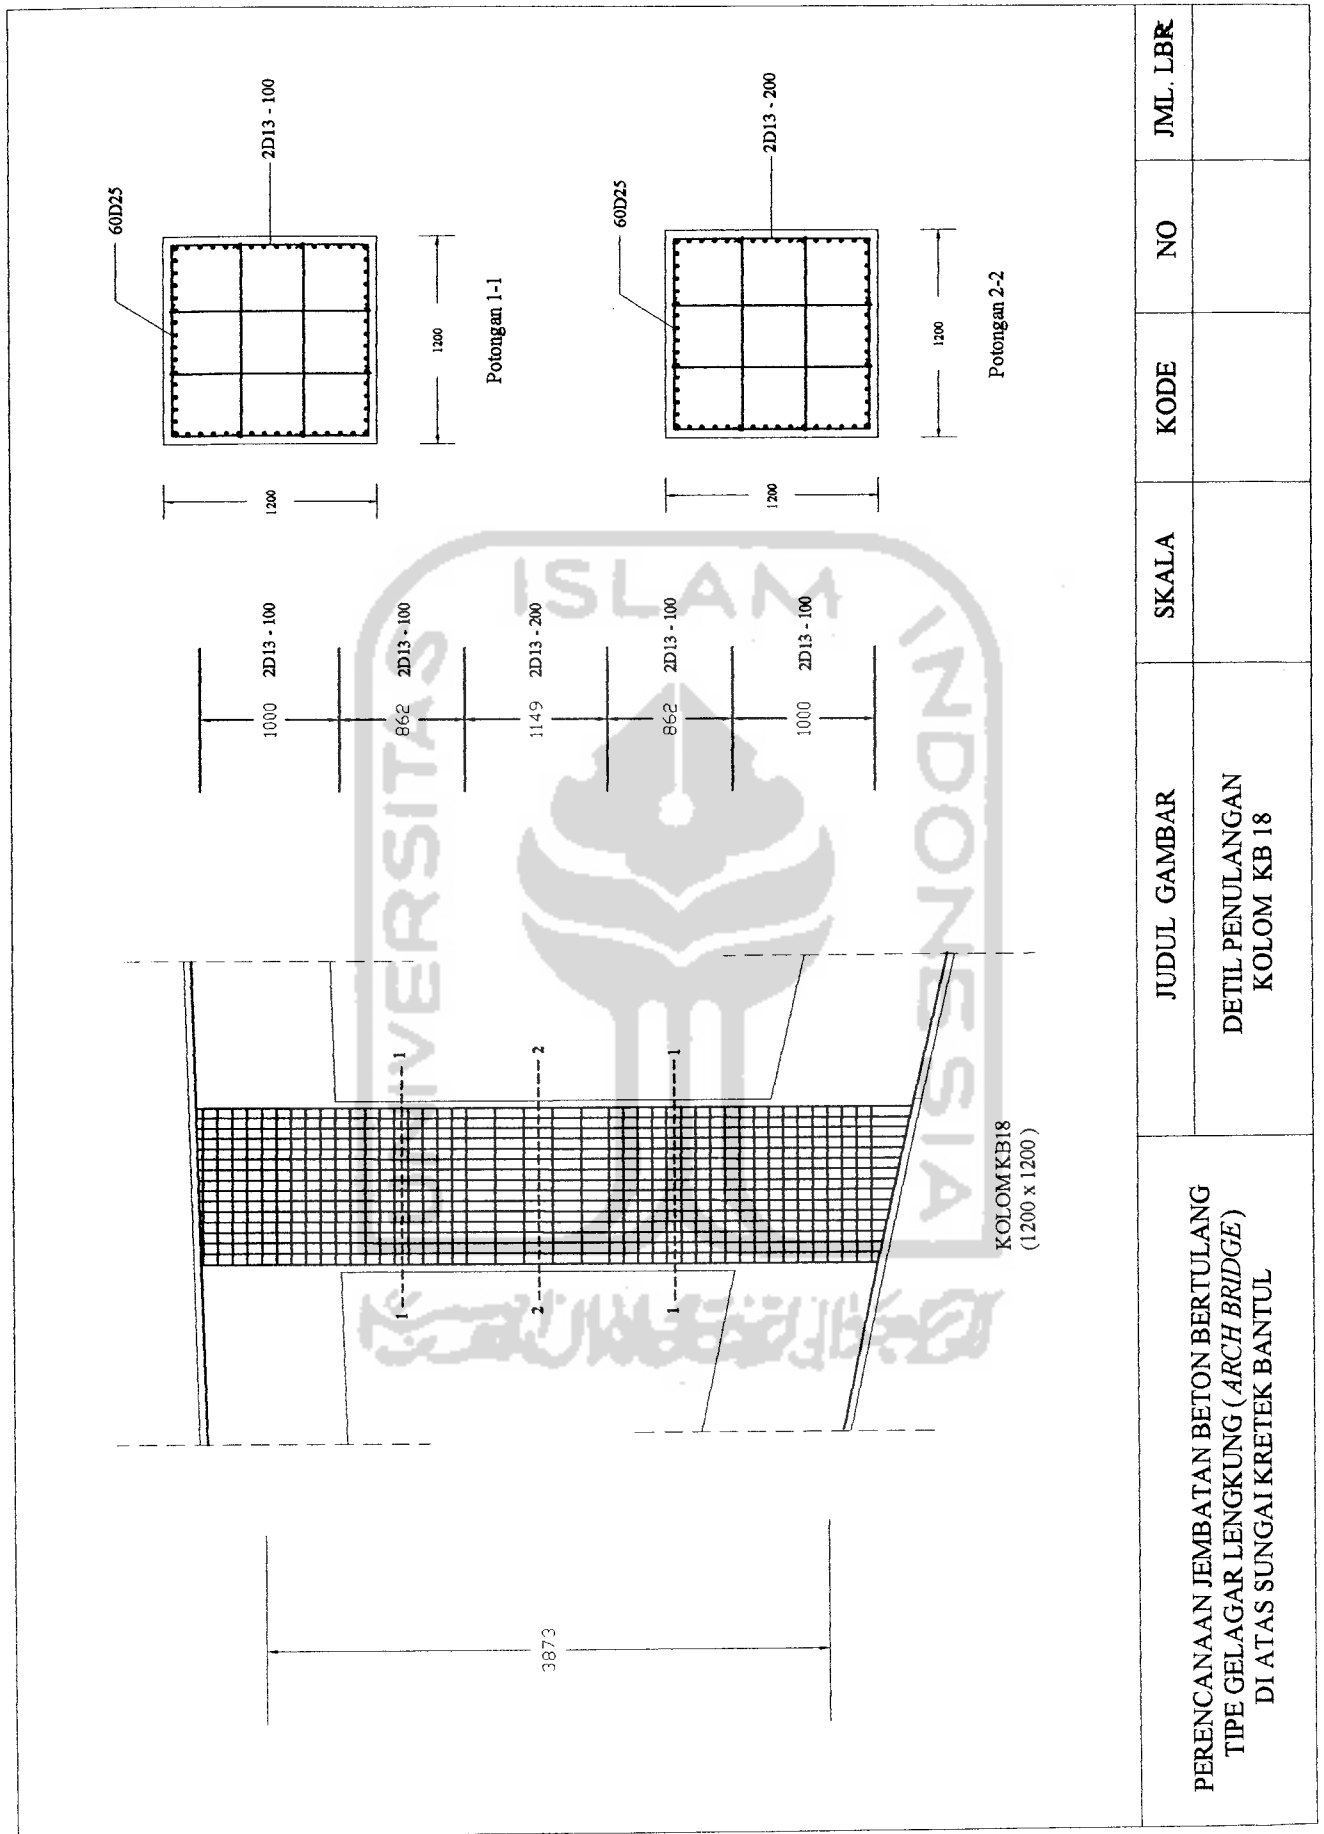 60D25
2D13 - 100
1200
1200
Potongan 1-1
60D25
2D13 - 200
1200
1200
Potongan 2-2
1000
2D13 - 100
862
2D13 - 100
1149
2D13 - 200
862
2D13 - 100
1000
2D13 - 100
1
1
2
2
1
1
KOLOM KB18
(1200 x 1200 )
3873
UNIVERSITAS
ISLAM
INDONESIA
PERENCANAAN JEMBATAN BETON BERTULANG
TIPE GELAGAR LENGKUNG ( ARCH BRIDGE )
DI ATAS SUNGAI KRETEK BANTUL
JUDUL GAMBAR
SKALA
KODE
NO
JML. LBR
DETIL PENULANGAN
KOLOM KB 18